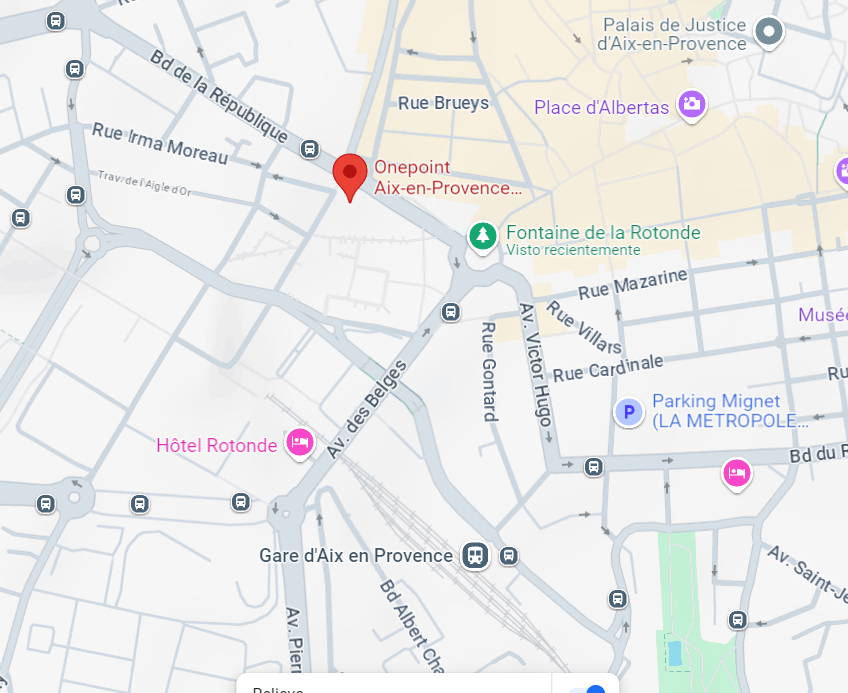 Palais de Justice
d'Aix-en-Provence
Bd de la République
Rue Brueys
Place d'Albertas
Rue Irma Moreau
Onepoint
Aix-en-Provence...
Trav. de l'Aigle d'Or
Fontaine de la Rotonde
Visto recientemente
Rue Mazarine
Av. Victor Hugo
Rue Villars
Musée
Rue Gontard
Rue Cardinale
Ru
Av. des Belges
Parking Mignet
(LA METROPOLE...
P
Hôtel Rotonde
Bd du R
Gare d'Aix en Provence
Av. Saint-Je
Bd Albert Cha
Av. Pierr
Relieve